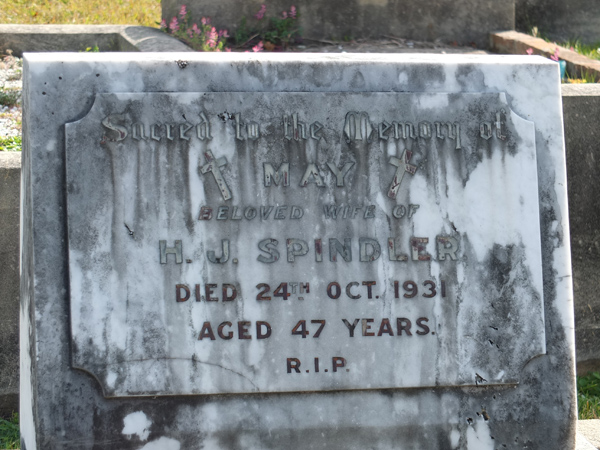 Sacred to the Memory of
MAY
BELOVED WIFE OF
H. J. SPINDLER.
DIED 24TH OCT. 1931
AGED 47 YEARS.
R.I.P.